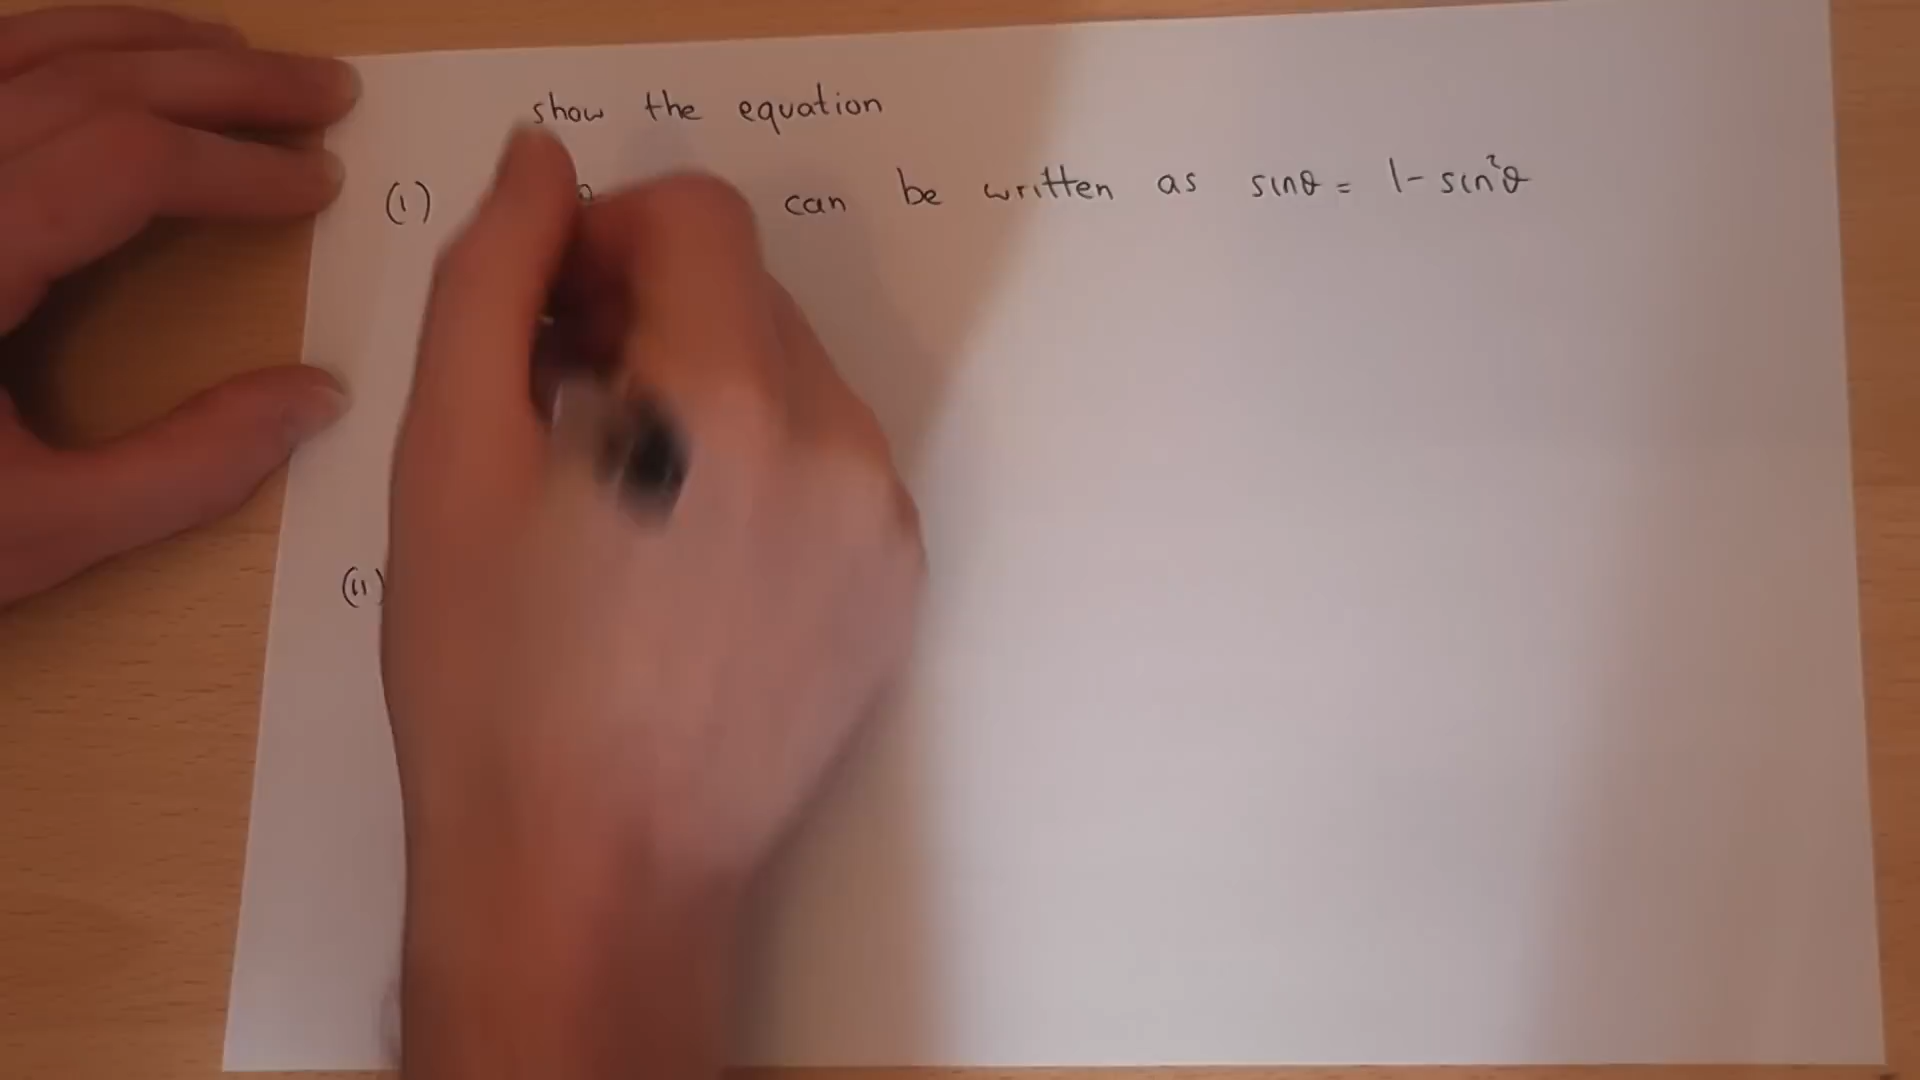 show the equation
(i) can be written as sinθ = 1 - sin²θ
(ii)